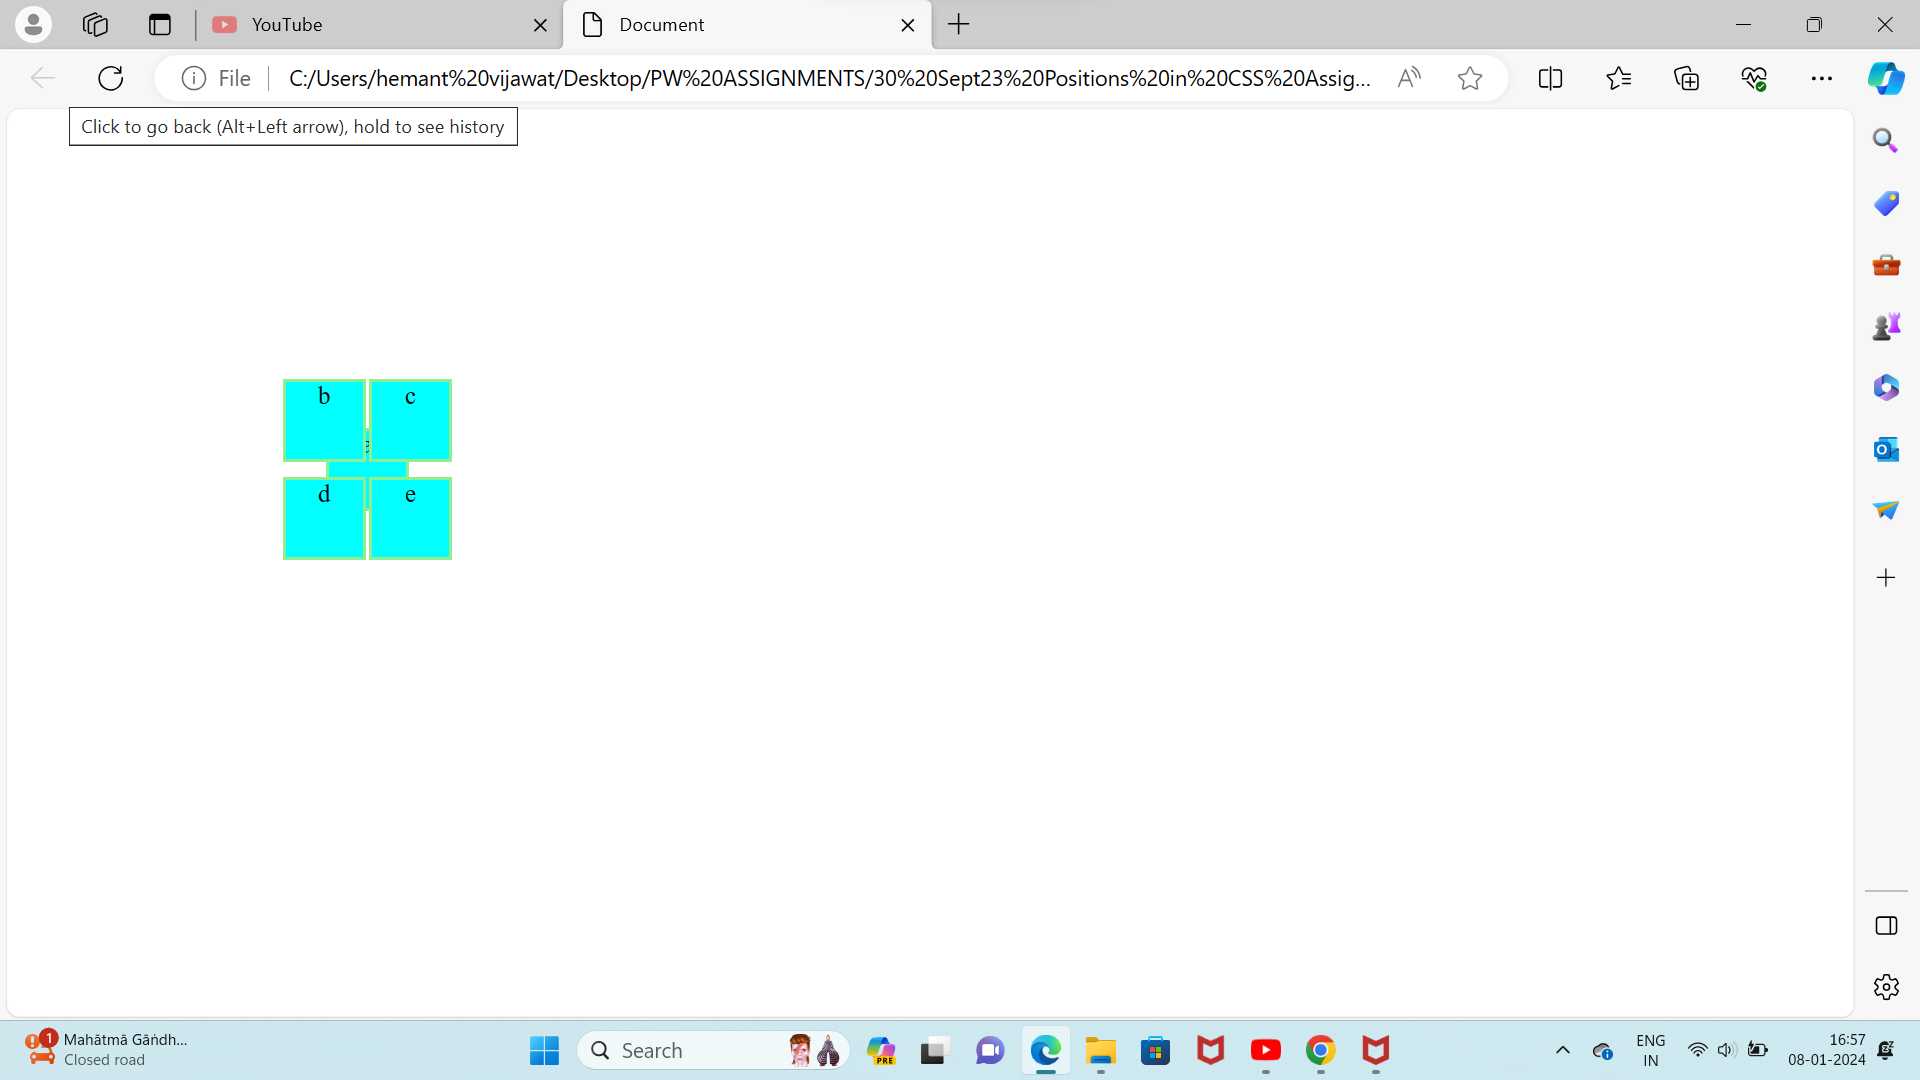 YouTube
Document
File
C:/Users/hemant%20vijawat/Desktop/PW%20ASSIGNMENTS/30%20Sept23%20Positions%20in%20CSS%20Assig...
Click to go back (Alt+Left arrow), hold to see history
b
c
d
e
1
Mahātmā Gāṅdh...
Closed road
Search
PRE
ENG
IN
16:57
08-01-2024